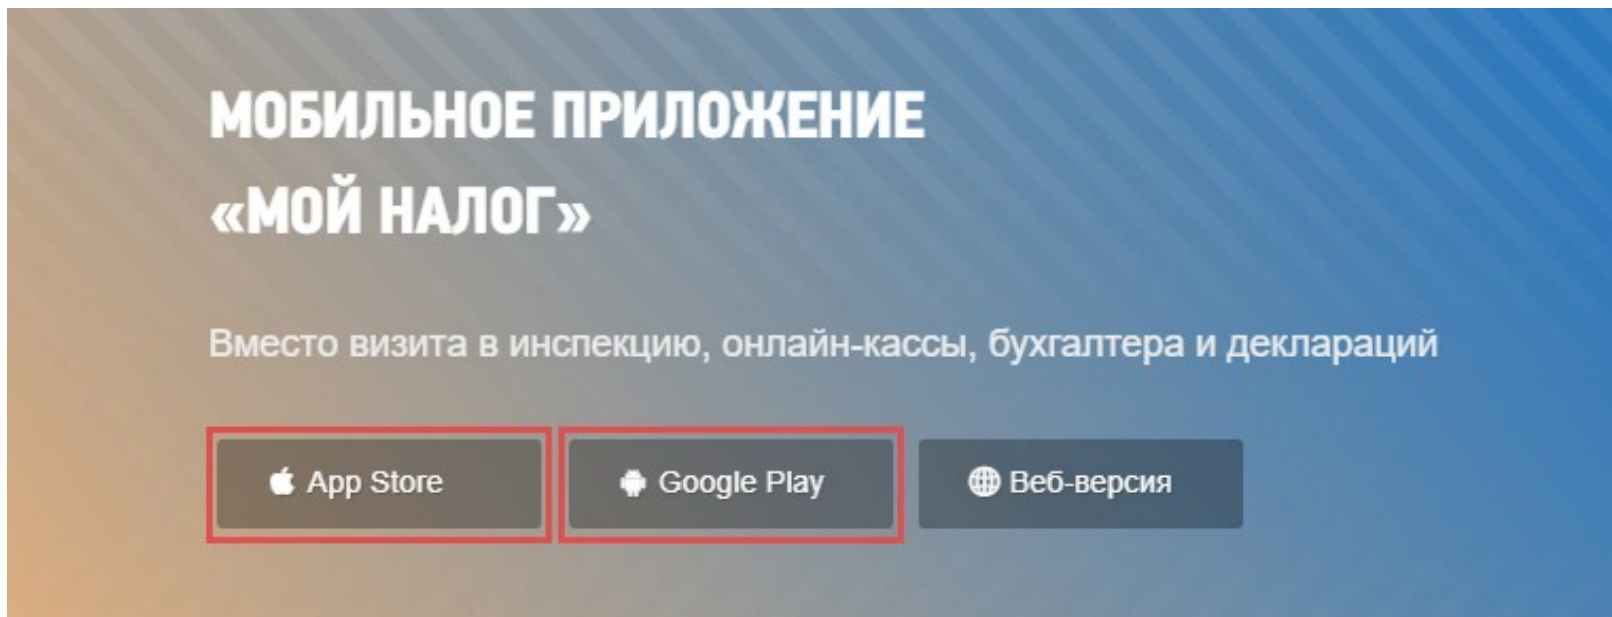 МОБИЛЬНОЕ ПРИЛОЖЕНИЕ
«МОЙ НАЛОГ»
Вместо визита в инспекцию, онлайн-кассы, бухгалтера и деклараций
App Store
Google Play
Веб-версия